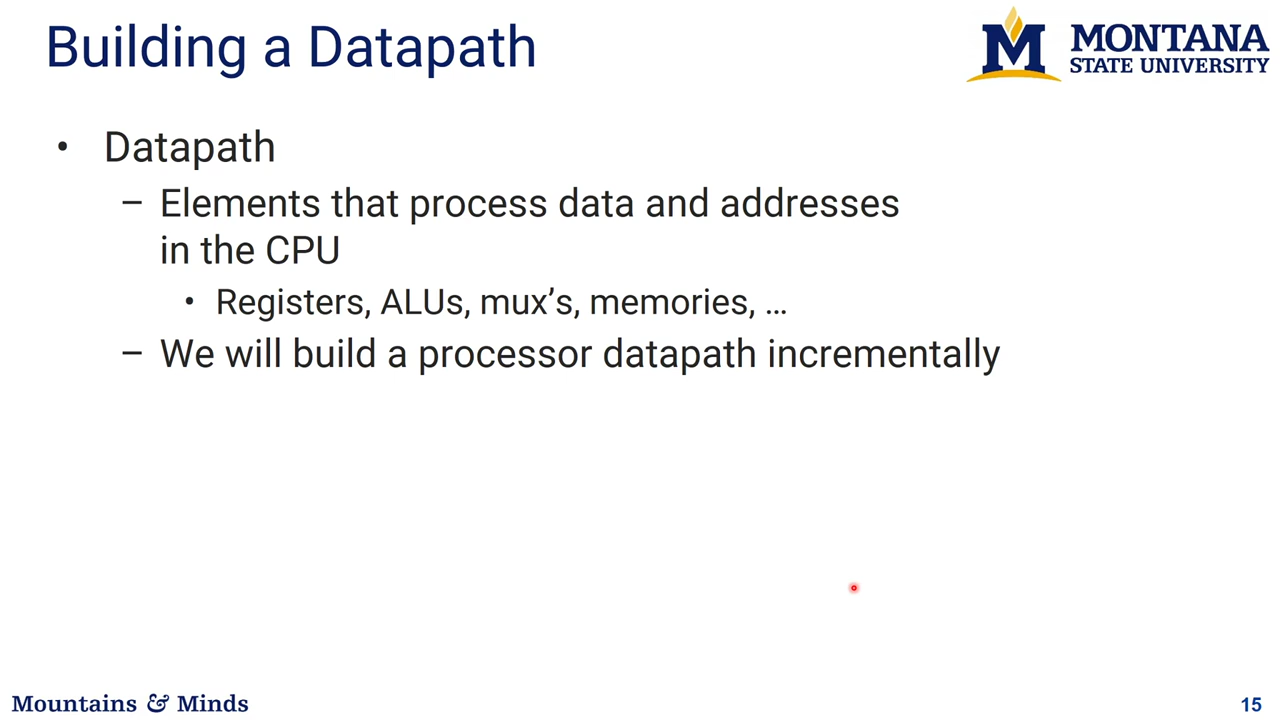 Building a Datapath
M MONTANA
STATE UNIVERSITY
• Datapath
– Elements that process data and addresses
in the CPU
• Registers, ALUs, mux’s, memories, …
– We will build a processor datapath incrementally
Mountains & Minds
15